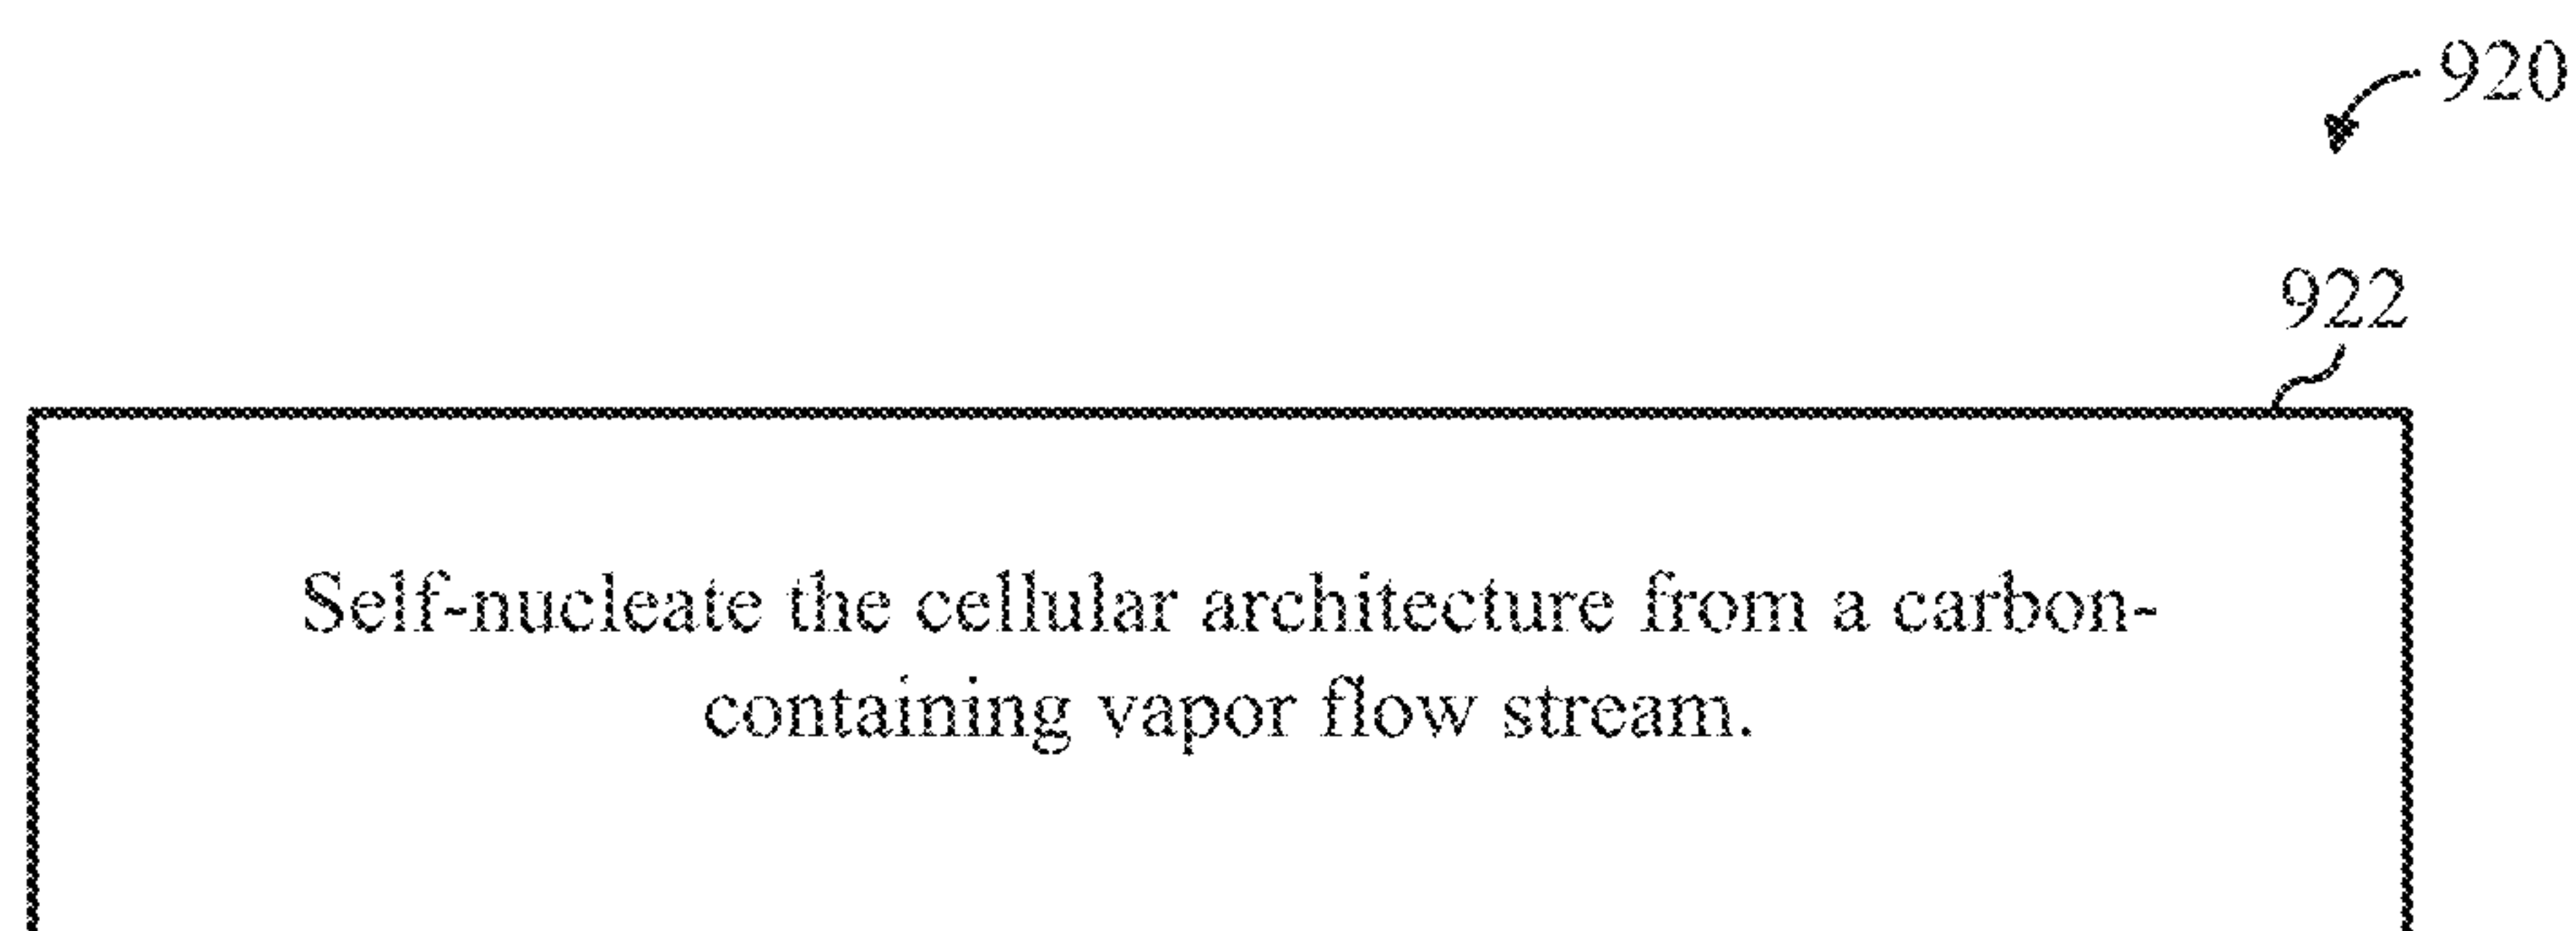 920
922
Self-nucleate the cellular architecture from a carbon-
containing vapor flow stream.